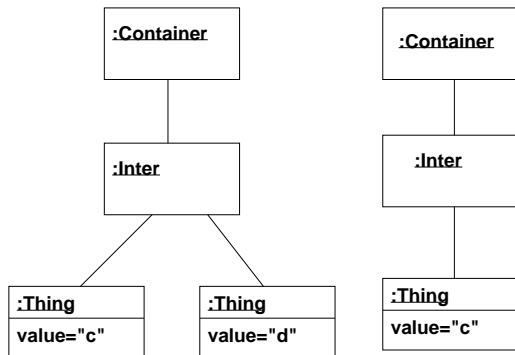 :Container
:Inter
:Thing
value="c"
:Thing
value="d"
:Container
:Inter
:Thing
value="c"